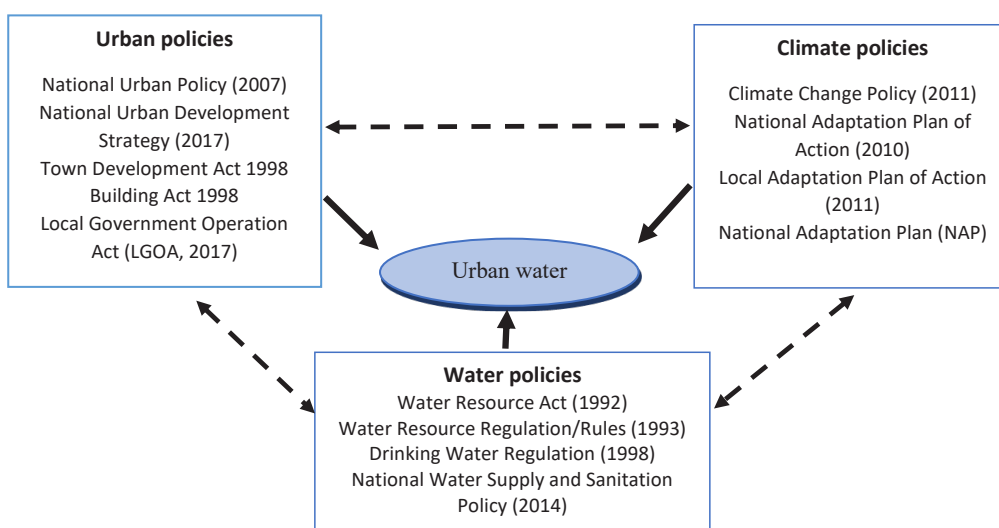 Urban policies
National Urban Policy (2007)
National Urban Development
Strategy (2017)
Town Development Act 1998
Building Act 1998
Local Government Operation
Act (LGOA, 2017)
Climate policies
Climate Change Policy (2011)
National Adaptation Plan of
Action (2010)
Local Adaptation Plan of Action
(2011)
National Adaptation Plan (NAP)
Urban water
Water policies
Water Resource Act (1992)
Water Resource Regulation/Rules (1993)
Drinking Water Regulation (1998)
National Water Supply and Sanitation
Policy (2014)